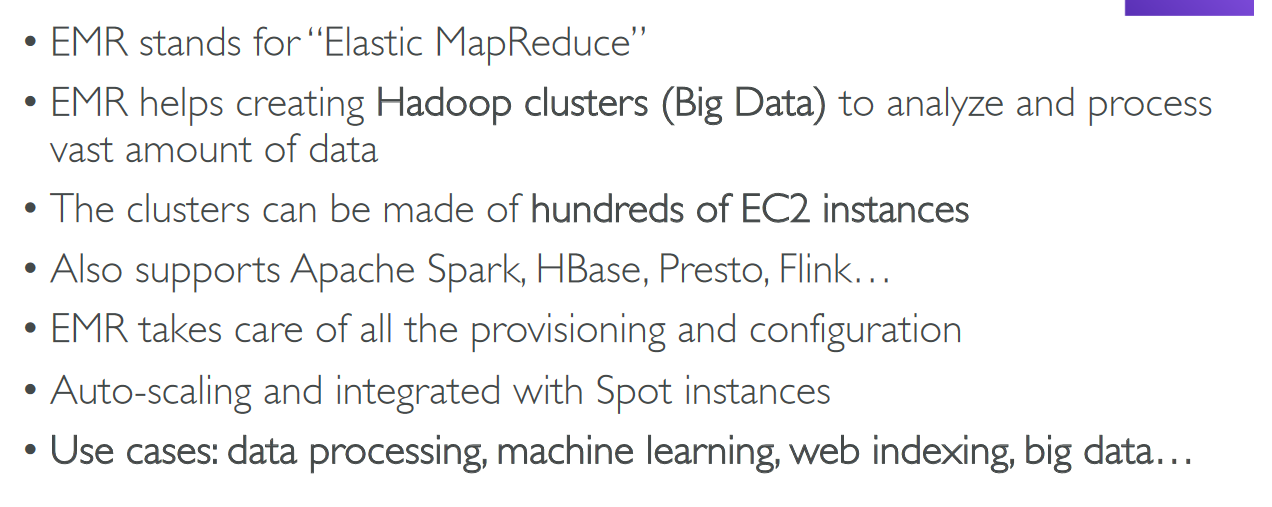 • EMR stands for “Elastic MapReduce”
• EMR helps creating Hadoop clusters (Big Data) to analyze and process
vast amount of data
• The clusters can be made of hundreds of EC2 instances
• Also supports Apache Spark, HBase, Presto, Flink…
• EMR takes care of all the provisioning and configuration
• Auto-scaling and integrated with Spot instances
• Use cases: data processing, machine learning, web indexing, big data…